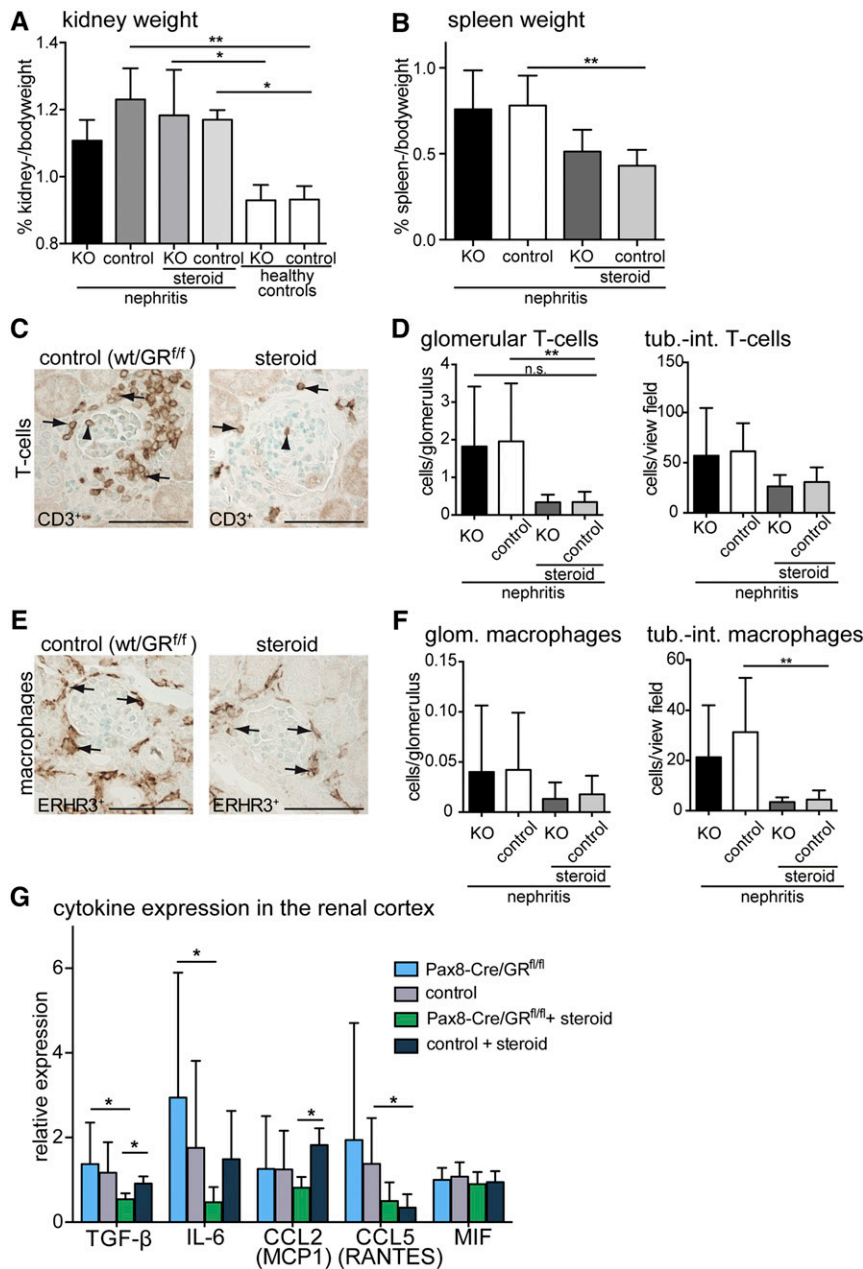 A kidney weight
% kidney-/bodyweight
1.4
1.2
1.0
0.8
**
*
*
KO control KO control KO control
steroid healthy controls
nephritis
B spleen weight
% spleen-/bodyweight
1.0
0.5
0.0
**
KO control KO control
steroid
nephritis
C
control (wt/GRf/f) steroid
T-cells
CD3+ CD3+
D glomerular T-cells
cells/glomerulus
6
4
2
0
**
n.s.
KO control KO control
steroid
nephritis
tub.-int. T-cells
cells/view field
150
100
50
0
KO control KO control
steroid
nephritis
E
control (wt/GRf/f) steroid
macrophages
ERHR3+ ERHR3+
F glom. macrophages
cells/glomerulus
0.15
0.10
0.05
0.00
KO control KO control
steroid
nephritis
tub.-int. macrophages
cells/view field
60
40
20
0
**
KO control KO control
steroid
nephritis
G cytokine expression in the renal cortex
relative expression
6
4
2
0
*
*
*
*
*
Pax8-Cre/GRfl/fl
control
Pax8-Cre/GRfl/fl+ steroid
control + steroid
TGF-β IL-6 CCL2 CCL5 MIF
(MCP1) (RANTES)